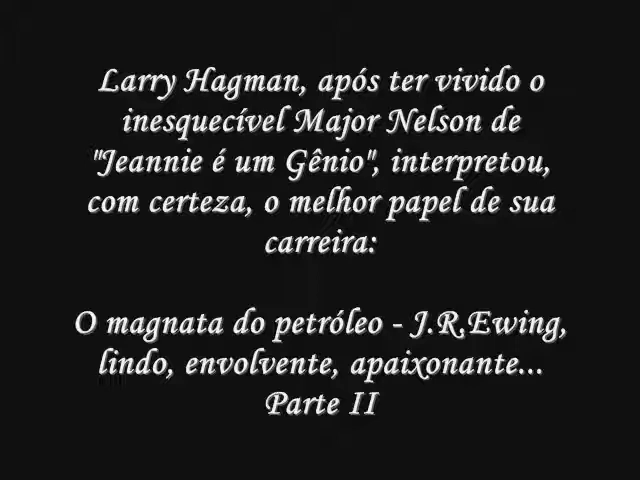 Larry Hagman, após ter vivido o
inesquecível Major Nelson de
"Jeannie é um Gênio", interpretou,
com certeza, o melhor papel de sua
carreira:
O magnata do petróleo - J.R.Ewing,
lindo, envolvente, apaixonante...
Parte II